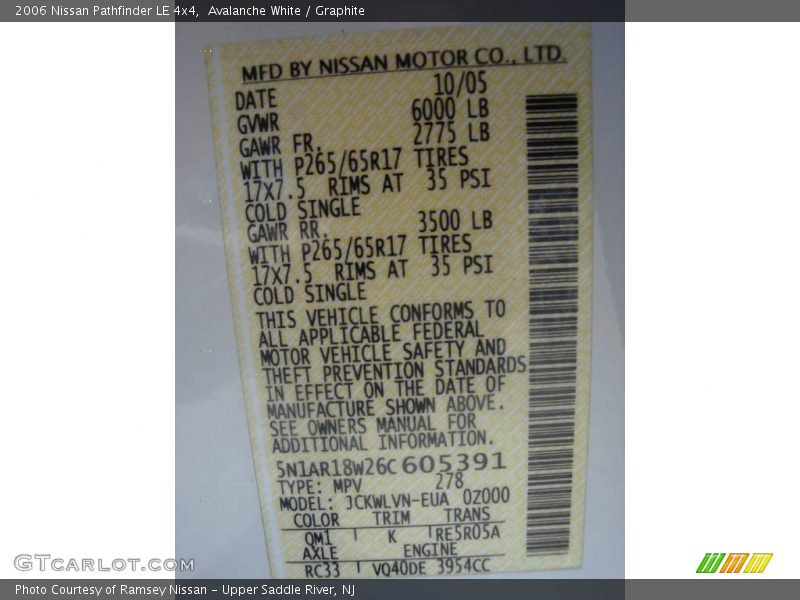 2006 Nissan Pathfinder LE 4x4,  Avalanche White / Graphite
MFD BY NISSAN MOTOR CO., LTD.
DATE 10/05
GVWR 6000 LB
GAWR FR. 2775 LB
WITH P265/65R17 TIRES
17X7.5 RIMS AT 35 PSI
COLD SINGLE
GAWR RR. 3500 LB
WITH P265/65R17 TIRES
17X7.5 RIMS AT 35 PSI
COLD SINGLE
THIS VEHICLE CONFORMS TO
ALL APPLICABLE FEDERAL
MOTOR VEHICLE SAFETY AND
THEFT PREVENTION STANDARDS
IN EFFECT ON THE DATE OF
MANUFACTURE SHOWN ABOVE.
SEE OWNERS MANUAL FOR
ADDITIONAL INFORMATION.
5N1AR18W26C605391
TYPE: MPV 278
MODEL: JCKWLVN-EUA 0Z000
COLOR TRIM TRANS
QM1 K RE5R05A
AXLE ENGINE
RC33 VQ40DE 3954CC
GTCarLot.com
Photo Courtesy of Ramsey Nissan - Upper Saddle River, NJ